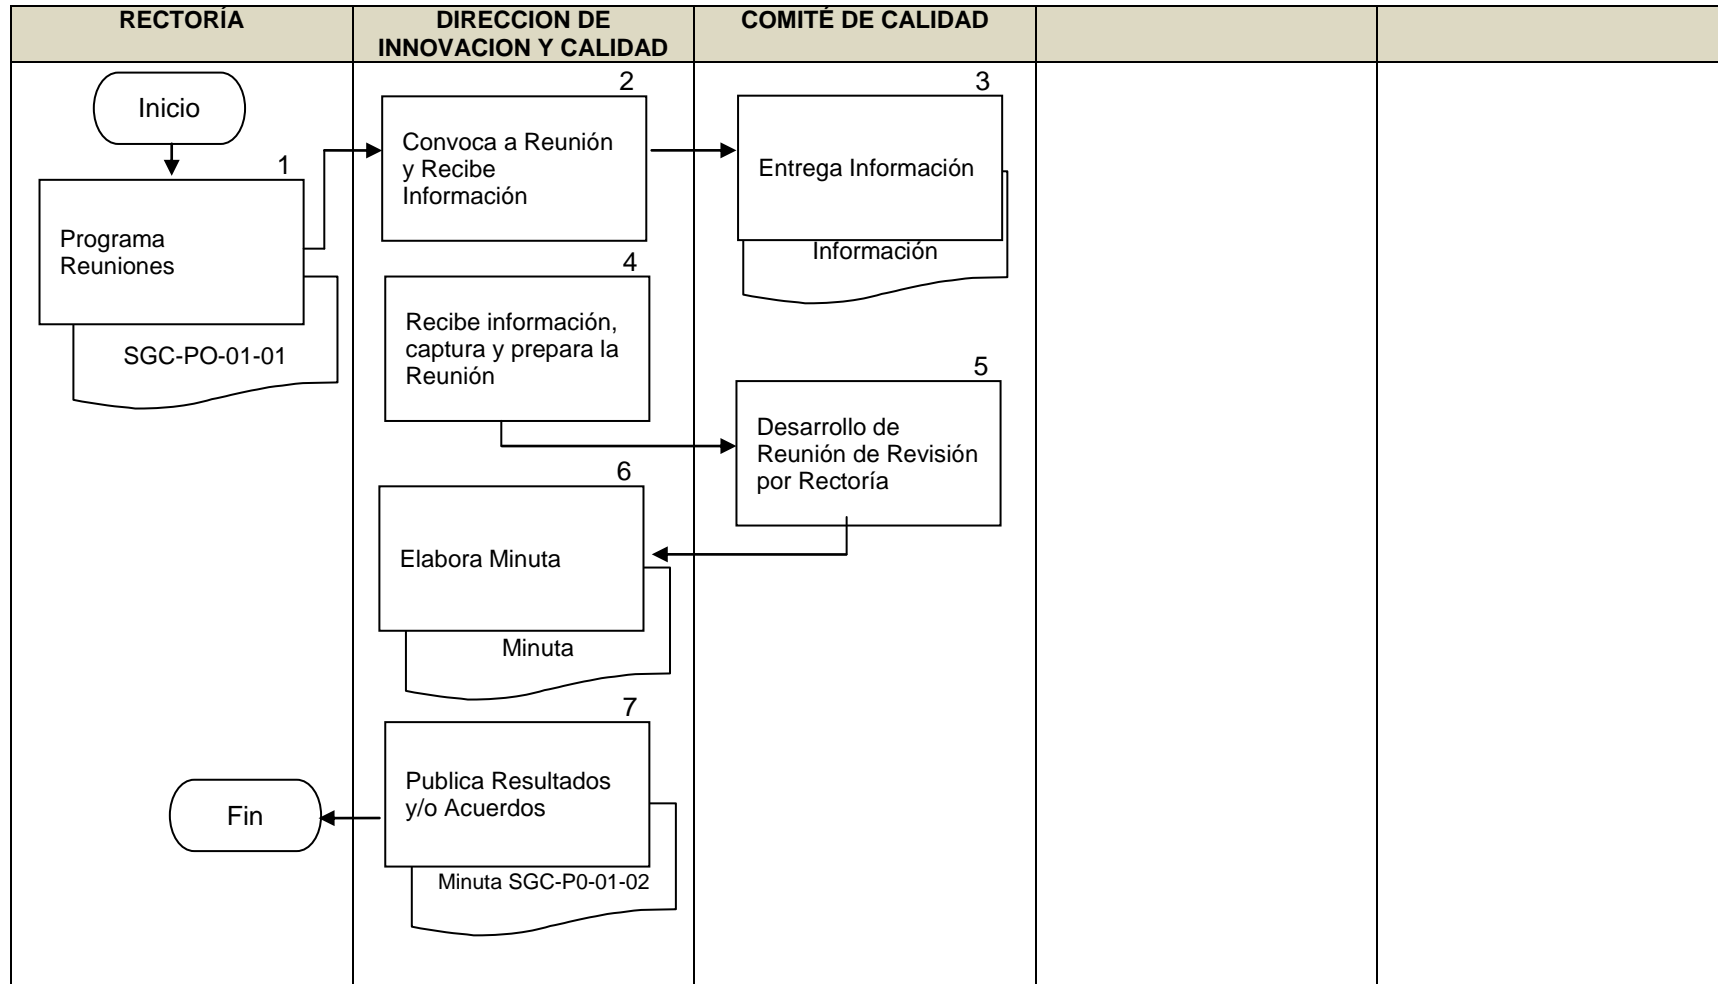 RECTORÍA
DIRECCION DE
INNOVACION Y CALIDAD
COMITÉ DE CALIDAD
Inicio
1
Programa
Reuniones
SGC-PO-01-01
2
Convoca a Reunión
y Recibe
Información
3
Entrega Información
Información
4
Recibe información,
captura y prepara la
Reunión
5
Desarrollo de
Reunión de Revisión
por Rectoría
6
Elabora Minuta
Minuta
7
Publica Resultados
y/o Acuerdos
Minuta SGC-P0-01-02
Fin